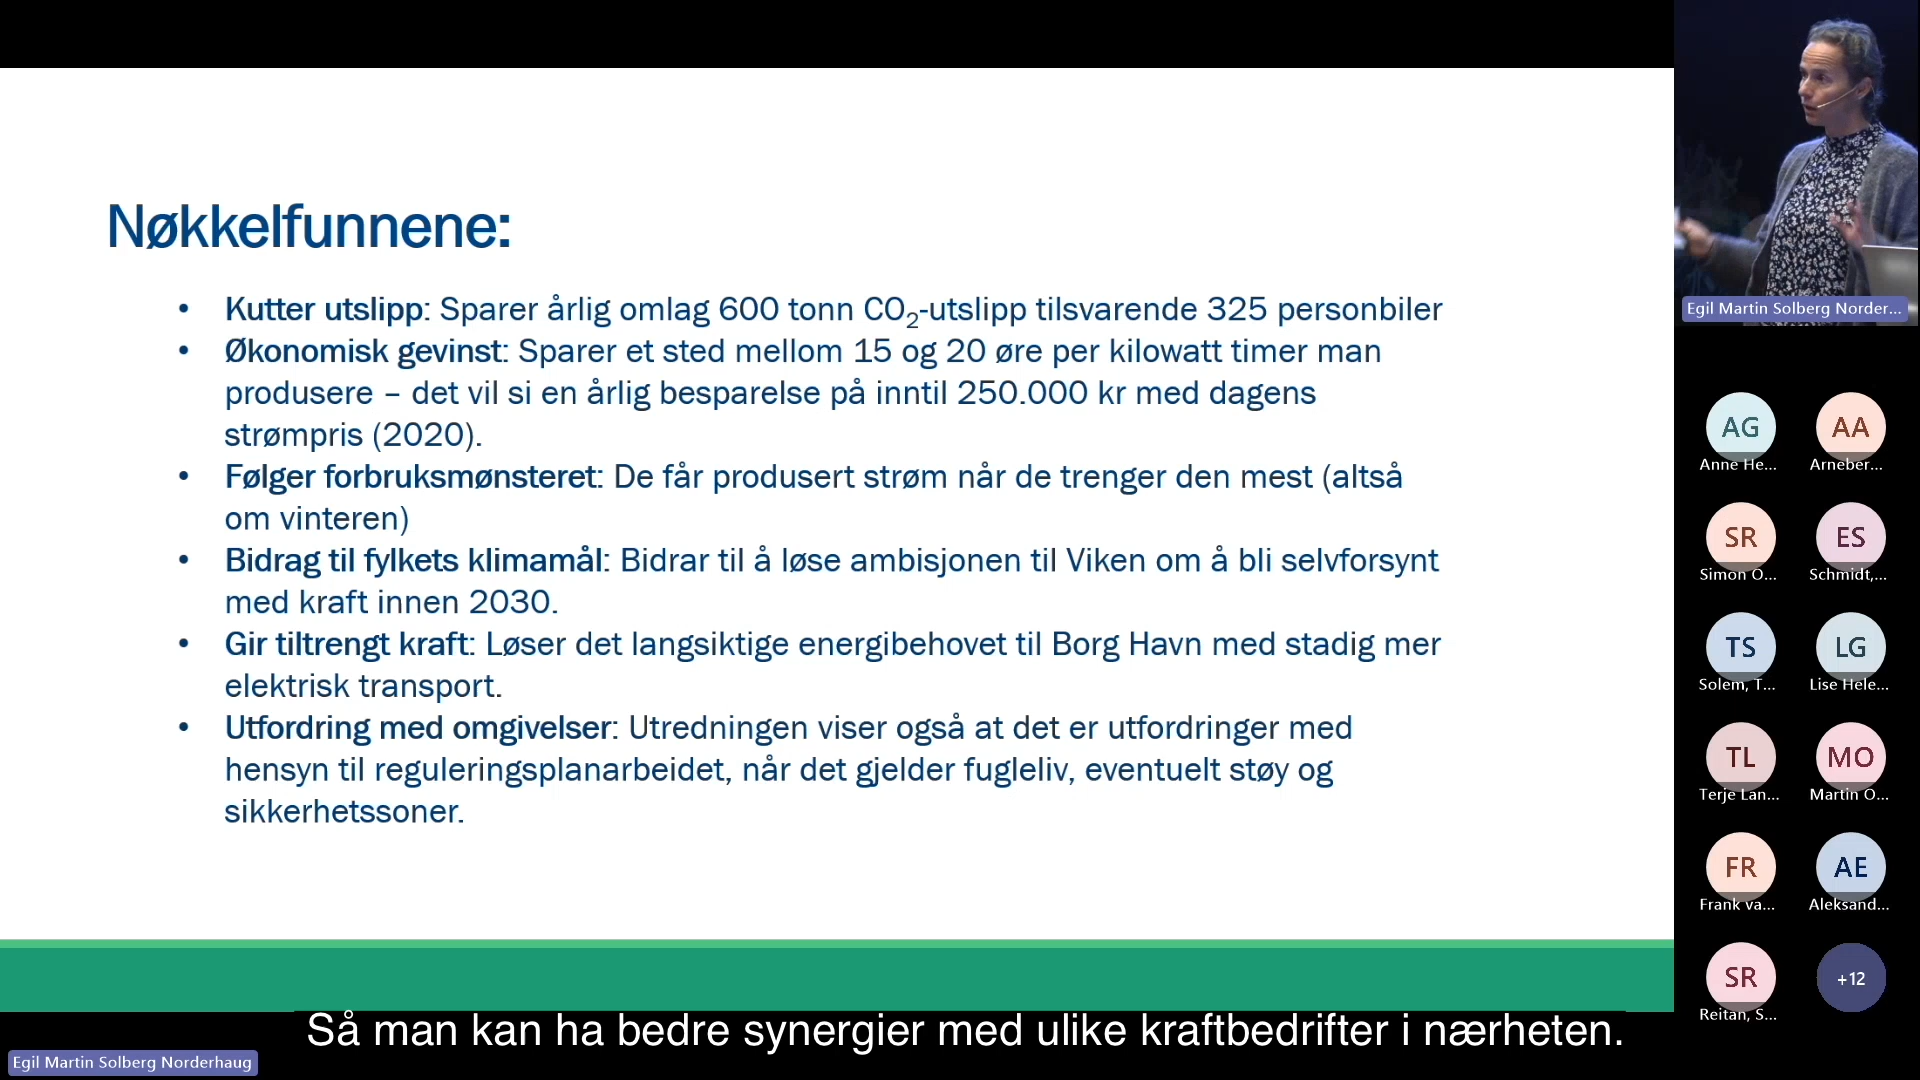 Nøkkelfunnene:
• Kutter utslipp: Sparer årlig omlag 600 tonn CO₂-utslipp tilsvarende 325 personbiler
• Økonomisk gevinst: Sparer et sted mellom 15 og 20 øre per kilowatt timer man
produsere – det vil si en årlig besparelse på inntil 250.000 kr med dagens
strømpris (2020).
• Følger forbruksmønsteret: De får produsert strøm når de trenger den mest (altså
om vinteren)
• Bidrag til fylkets klimamål: Bidrar til å løse ambisjonen til Viken om å bli selvforsynt
med kraft innen 2030.
• Gir tiltrengt kraft: Løser det langsiktige energibehovet til Borg Havn med stadig mer
elektrisk transport.
• Utfordring med omgivelser: Utredningen viser også at det er utfordringer med
hensyn til reguleringsplanarbeidet, når det gjelder fugleliv, eventuelt støy og
sikkerhetssoner.
Så man kan ha bedre synergier med ulike kraftbedrifter i nærheten.
Egil Martin Solberg Norderhaug
Egil Martin Solberg Norder...
AG AA
Anne He... Arneber...
SR ES
Simon O... Schmidt,...
TS LG
Solem, T... Lise Hele...
TL MO
Terje Lan... Martin O...
FR AE
Frank va... Aleksand...
SR +12
Reitan, S...